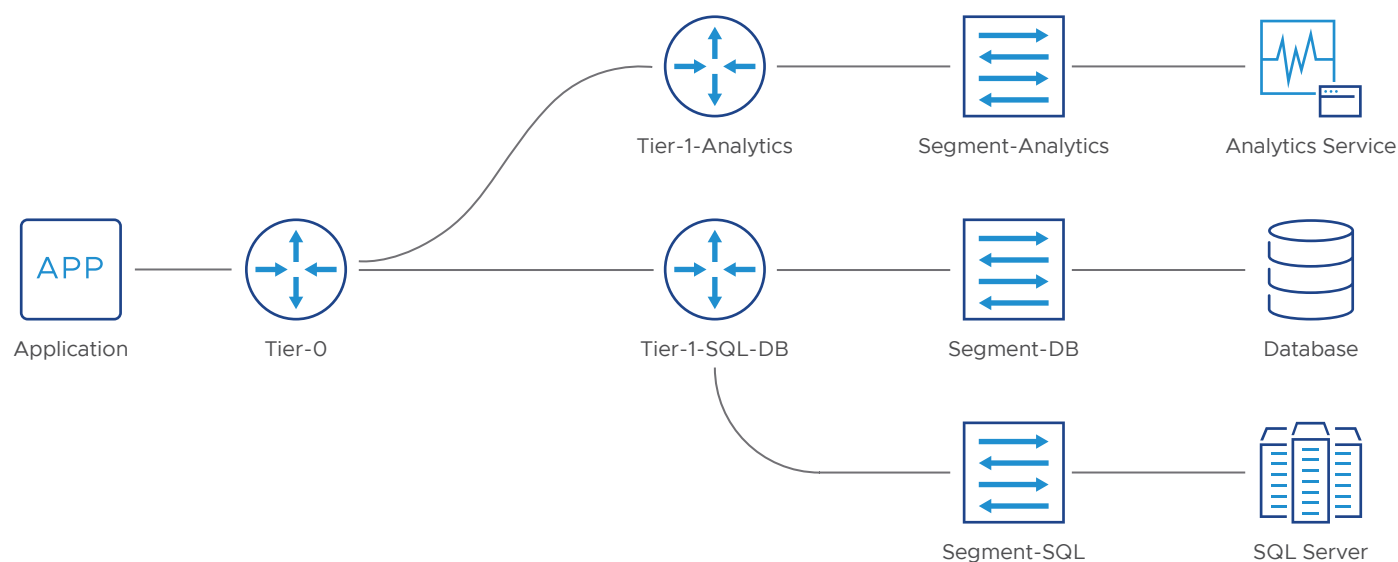 Tier-1-Analytics
Segment-Analytics
Analytics Service
APP
Application
Tier-0
Tier-1-SQL-DB
Segment-DB
Database
Segment-SQL
SQL Server